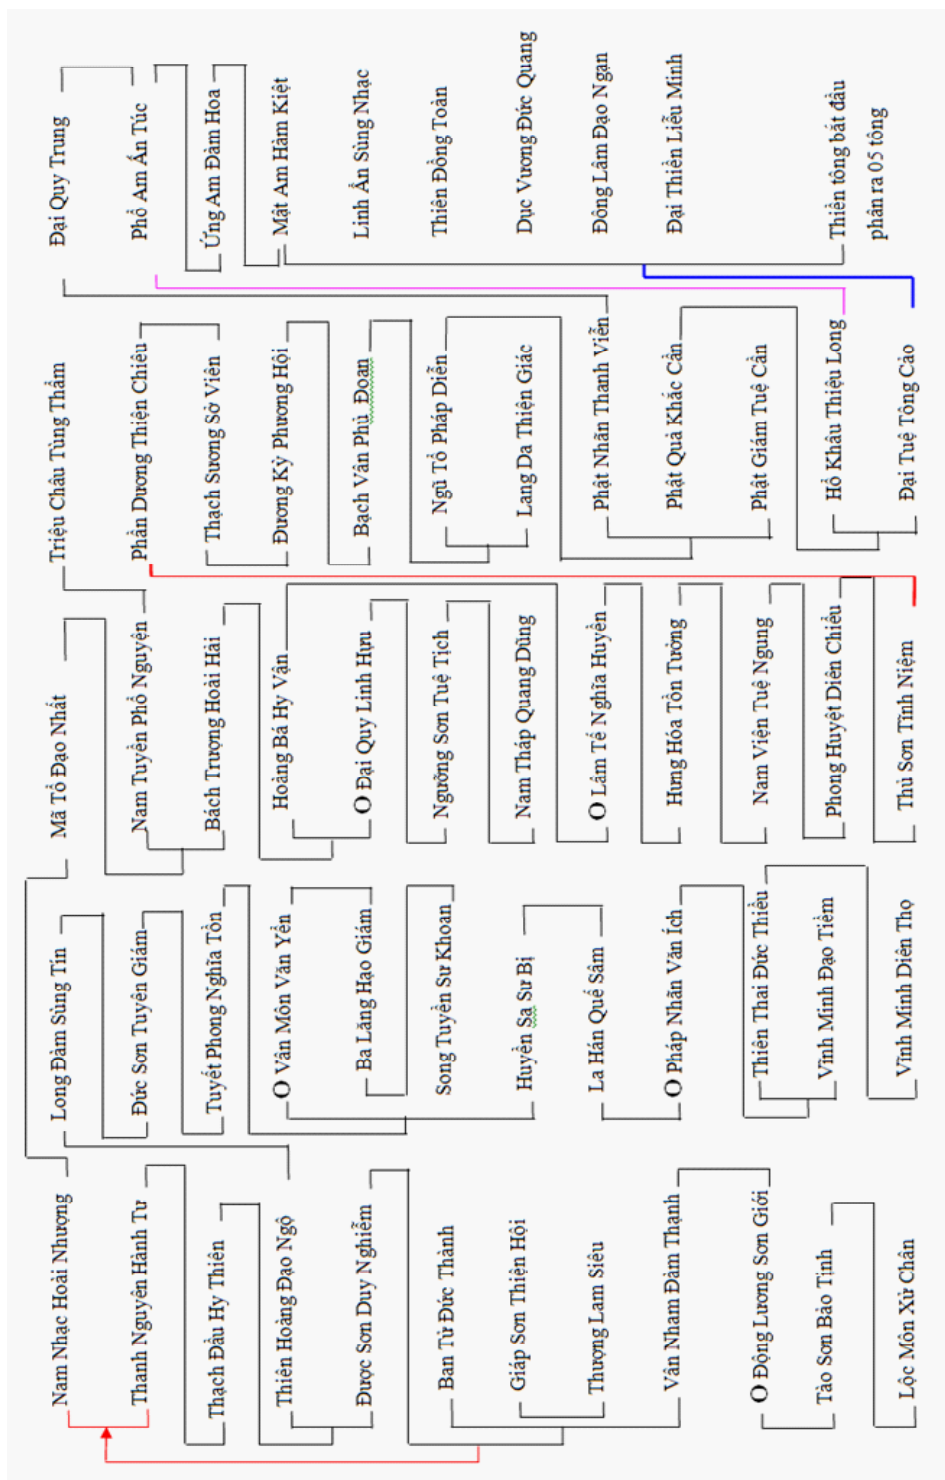 Nam Nhạc Hoài Nhượng
Thanh Nguyên Hành Tư
Thạch Đầu Hy Thiên
Thiên Hoàng Đạo Ngộ
Được Sơn Duy Nghiễm
Ban Tử Đức Thành
Giáp Sơn Thiện Hội
Thượng Lam Siêu
Vân Nham Đàm Thạnh
O Động Lương Sơn Giới
Tào Sơn Bảo Tịnh
Lộc Môn Xử Chân
Long Đàm Sùng Tín
Đức Sơn Tuyên Giám
Tuyết Phong Nghĩa Tồn
O Vân Môn Văn Yển
Ba Lăng Hạo Giám
Song Tuyền Sư Khoan
Huyền Sa Sư Bị
La Hán Quế Sâm
O Pháp Nhãn Văn Ích
Thiên Thai Đức Thiều
Vĩnh Minh Đạo Tiềm
Vĩnh Minh Diên Thọ
Mã Tổ Đạo Nhất
Nam Tuyền Phổ Nguyện
Bách Trượng Hoài Hải
Hoàng Bá Hy Vận
O Đại Quy Linh Hựu
Ngưỡng Sơn Tuệ Tịch
Nam Tháp Quang Dũng
O Lâm Tế Nghĩa Huyền
Hưng Hóa Tồn Tưởng
Nam Viện Tuệ Ngung
Phong Huyệt Diên Chiểu
Thủ Sơn Tỉnh Niệm
Triệu Châu Tùng Thẩm
Phần Dương Thiện Chiêu
Thạch Sương Sở Viên
Đương Kỳ Phương Hội
Bạch Vân Phủ Đoan
Ngũ Tổ Pháp Diễn
Lang Da Thiện Giác
Phật Nhãn Thanh Viễn
Phật Quả Khắc Cần
Phật Giám Tuệ Cần
Hổ Khâu Thiệu Long
Đại Tuệ Tông Cảo
Đại Quy Trung
Phổ Am Ấn Túc
Ứng Am Đàm Hoa
Mật Am Hàm Kiệt
Linh Ẩn Sùng Nhạc
Thiên Đồng Toàn
Dục Vương Đức Quang
Đông Lâm Đạo Ngạn
Đại Thiền Liễu Minh
Thiền tông bắt đầu
phân ra 05 tông